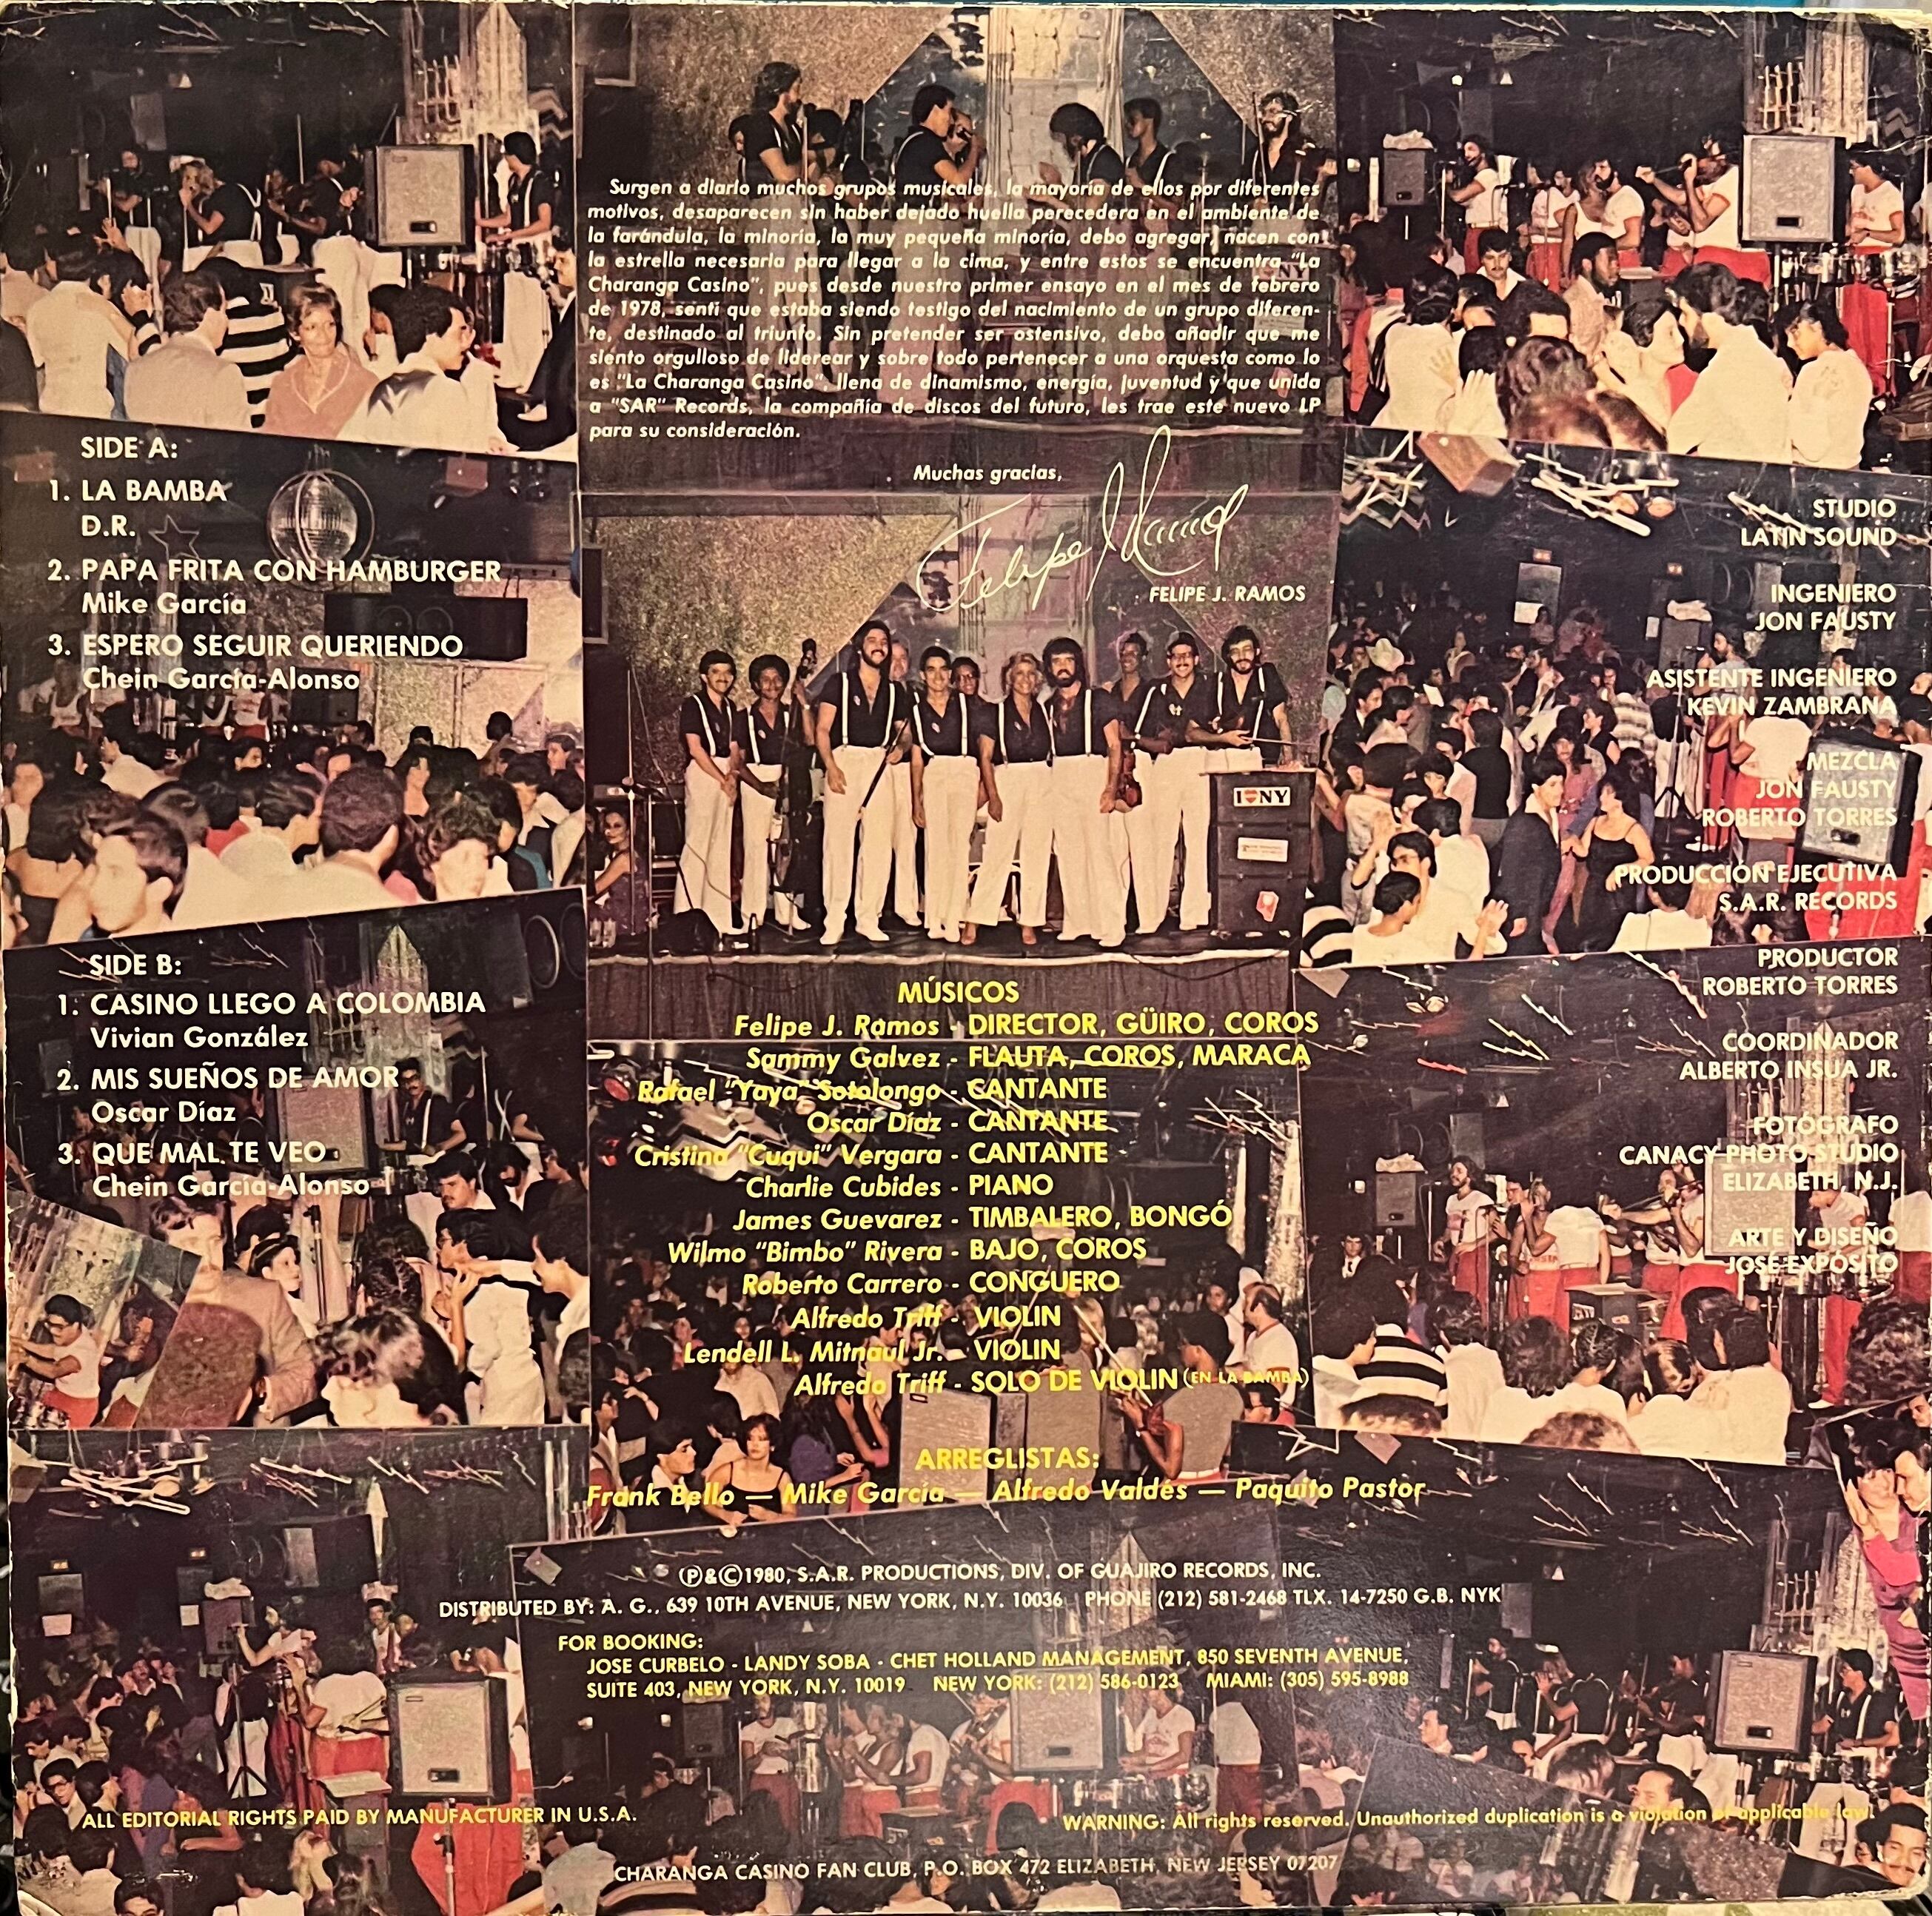 Surgen a diario muchos grupos musicales, la mayoría de ellos por diferentes
motivos, desaparecen sin haber dejado huella perecedera en el ambiente de
la farándula, la minoría, la muy pequeña minoría, debo agregar, nacen con
la estrella necesaria para llegar a la cima, y entre estos se encuentra "La
Charanga Casino", pues desde nuestro primer ensayo en el mes de febrero
de 1978, sentí que estaba siendo testigo del nacimiento de un grupo diferen-
te, destinado al triunfo. Sin pretender ser ostensivo, debo añadir que me
siento orgulloso de liderear y sobre todo pertenecer a una orquesta como lo
es "La Charanga Casino", llena de dinamismo, energía, juventud y que unida
a "SAR" Records, la compañía de discos del futuro, les trae este nuevo LP
para su consideración.
Muchas gracias,
Felipe J Ramos
FELIPE J. RAMOS
SIDE A:
1. LA BAMBA
D.R.
2. PAPA FRITA CON HAMBURGER
Mike García
3. ESPERO SEGUIR QUERIENDO
Chein García-Alonso
SIDE B:
1. CASINO LLEGO A COLOMBIA
Vivian González
2. MIS SUEÑOS DE AMOR
Oscar Díaz
3. QUE MAL TE VEO
Chein García-Alonso
I ♥ NY
NY
MÚSICOS
Felipe J. Ramos - DIRECTOR, GÜIRO, COROS
Sammy Galvez - FLAUTA, COROS, MARACA
Rafael "Yaya" Sotolongo - CANTANTE
Oscar Díaz - CANTANTE
Cristina "Cuqui" Vergara - CANTANTE
Charlie Cubides - PIANO
James Guevarez - TIMBALERO, BONGÓ
Wilmo "Bimbo" Rivera - BAJO, COROS
Roberto Carrero - CONGUERO
Alfredo Triff - VIOLIN
Lendell L. Mitnaul Jr. - VIOLIN
Alfredo Triff - SOLO DE VIOLIN (EN LA BAMBA)
ARREGLISTAS:
Frank Bello — Mike García — Alfredo Valdés — Paquito Pastor
STUDIO
LATIN SOUND
INGENIERO
JON FAUSTY
ASISTENTE INGENIERO
KEVIN ZAMBRANA
MEZCLA
JON FAUSTY
ROBERTO TORRES
PRODUCCIÓN EJECUTIVA
S.A.R. RECORDS
PRODUCTOR
ROBERTO TORRES
COORDINADOR
ALBERTO INSUA JR.
FOTÓGRAFO
CANACY PHOTO STUDIO
ELIZABETH, N.J.
ARTE Y DISEÑO
JOSE EXPÓSITO
Ⓟ&©1980, S.A.R. PRODUCTIONS, DIV. OF GUAJIRO RECORDS, INC.
DISTRIBUTED BY: A. G., 639 10TH AVENUE, NEW YORK, N.Y. 10036 PHONE (212) 581-2468 TLX. 14-7250 G.B. NYK
FOR BOOKING:
JOSE CURBELO - LANDY SOBA - CHET HOLLAND MANAGEMENT, 850 SEVENTH AVENUE,
SUITE 403, NEW YORK, N.Y. 10019 NEW YORK: (212) 586-0123 MIAMI: (305) 595-8988
ALL EDITORIAL RIGHTS PAID BY MANUFACTURER IN U.S.A.
WARNING: All rights reserved. Unauthorized duplication is a violation of applicable law.
CHARANGA CASINO FAN CLUB, P.O. BOX 472 ELIZABETH, NEW JERSEY 07207